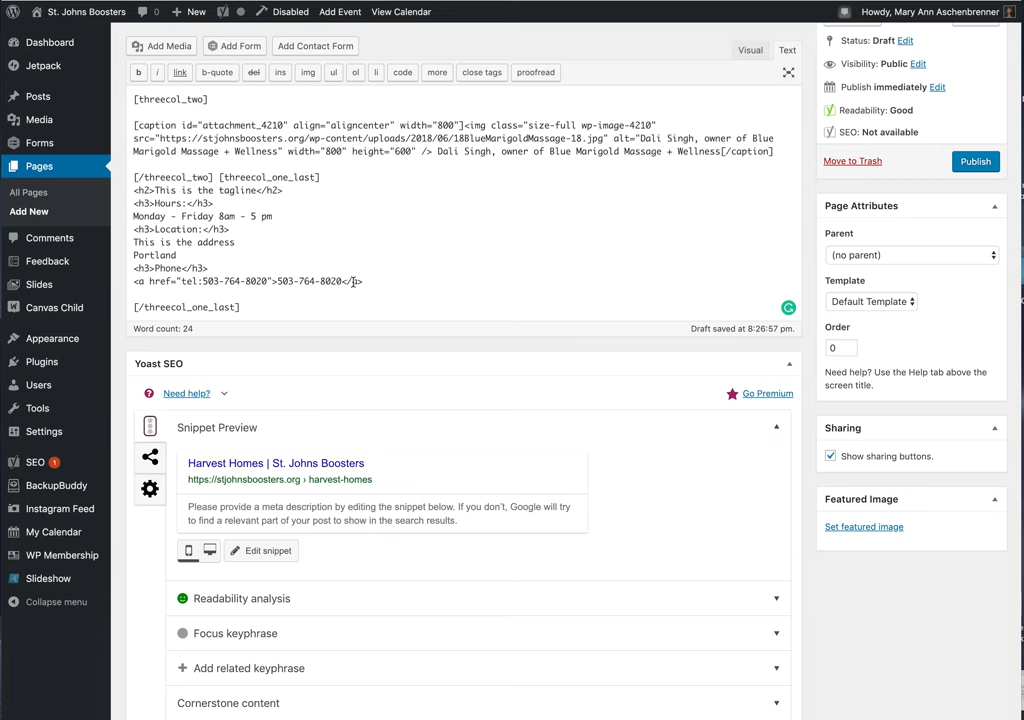 St. Johns Boosters 0 New Disabled Add Event View Calendar Howdy, Mary Ann Aschenbrenner
Dashboard
Jetpack
Posts
Media
Forms
Pages
All Pages
Add New
Comments
Feedback
Slides
Canvas Child
Appearance
Plugins
Users
Tools
Settings
SEO 1
BackupBuddy
Instagram Feed
My Calendar
WP Membership
Slideshow
Collapse menu
Add Media Add Form Add Contact Form Visual Text
b i link b-quote del ins img ul ol li code more close tags proofread
[threecol_two]
[caption id="attachment_4210" align="aligncenter" width="800"]<img class="size-full wp-image-4210"
src="https://stjohnsboosters.org/wp-content/uploads/2018/06/18BlueMarigoldMassage-18.jpg" alt="Dali Singh, owner of Blue
Marigold Massage + Wellness" width="800" height="600" /> Dali Singh, owner of Blue Marigold Massage + Wellness[/caption]
[/threecol_two] [threecol_one_last]
<h2>This is the tagline</h2>
<h3>Hours:</h3>
Monday - Friday 8am - 5 pm
<h3>Location:</h3>
This is the address
Portland
<h3>Phone</h3>
<a href="tel:503-764-8020">503-764-8020</a>
[/threecol_one_last]
Word count: 24 Draft saved at 8:26:57 pm.
Yoast SEO
Need help? Go Premium
Snippet Preview
Harvest Homes | St. Johns Boosters
https://stjohnsboosters.org › harvest-homes
Please provide a meta description by editing the snippet below. If you don't, Google will try
to find a relevant part of your post to show in the search results.
Edit snippet
Readability analysis
Focus keyphrase
Add related keyphrase
Cornerstone content
Status: Draft Edit
Visibility: Public Edit
Publish immediately Edit
Readability: Good
SEO: Not available
Move to Trash Publish
Page Attributes
Parent
(no parent)
Template
Default Template
Order
0
Need help? Use the Help tab above the
screen title.
Sharing
Show sharing buttons.
Featured Image
Set featured image